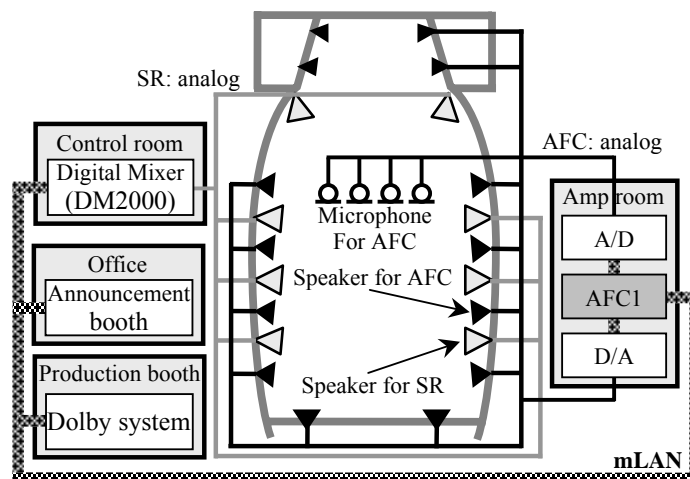 SR: analog
Control room
Digital Mixer
(DM2000)
Office
Announcement
booth
Production booth
Dolby system
Microphone
For AFC
Speaker for AFC
Speaker for SR
AFC: analog
Amp room
A/D
AFC1
D/A
mLAN